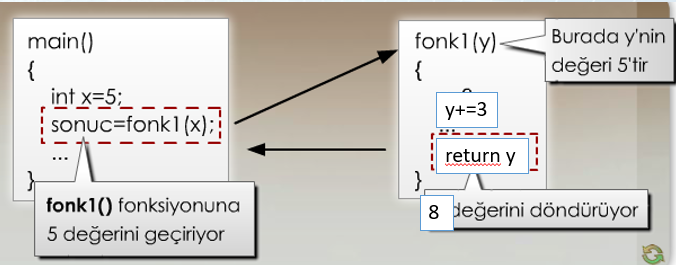 main()
{
int x=5;
sonuc=fonk1(x);
...
}
fonk1() fonksiyonuna
5 değerini geçiriyor
fonk1(y)
{
y+=3
...
return y
}
Burada y'nin
değeri 5'tir
8 değerini döndürüyor